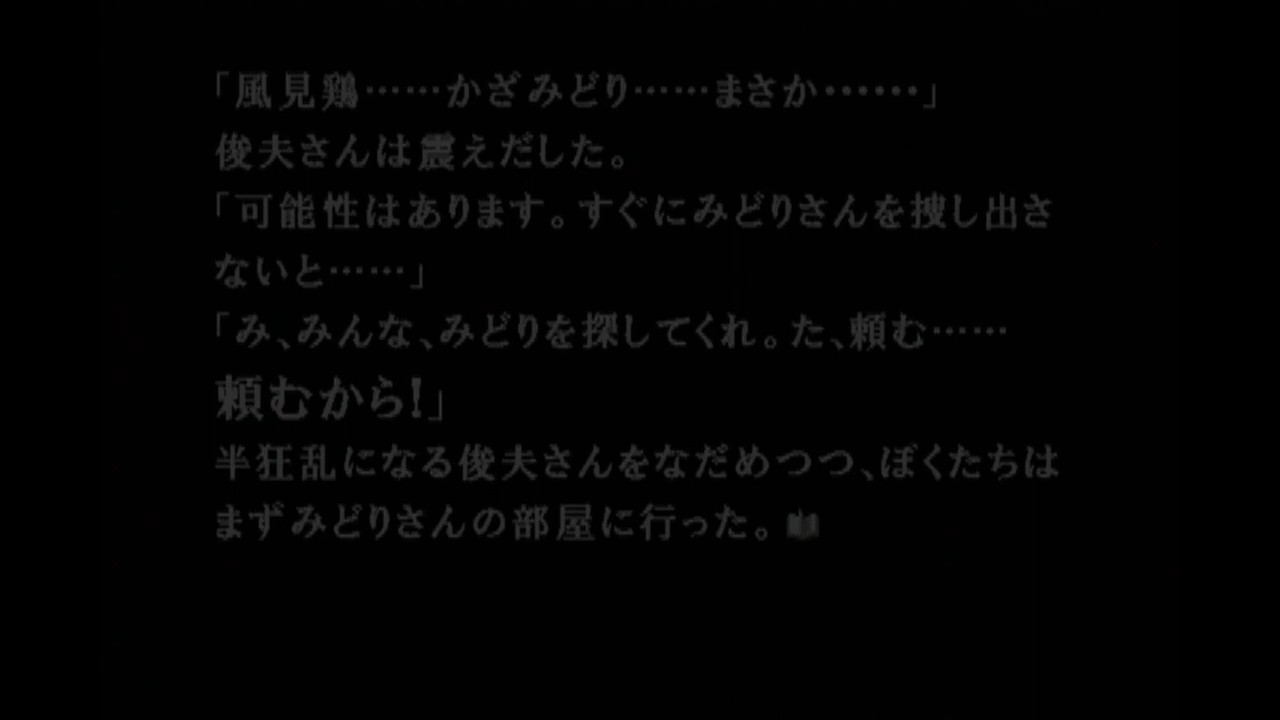 「風見鶏……かざみどり……まさか……‥」
俊夫さんは震えだした。
「可能性はあります。すぐにみどりさんを捜し出さ
ないと……」
「み、みんな、みどりを探してくれ。た、頼む……
頼むから!」
半狂乱になる俊夫さんをなだめつつ、ぼくたちは
まずみどりさんの部屋に行った。